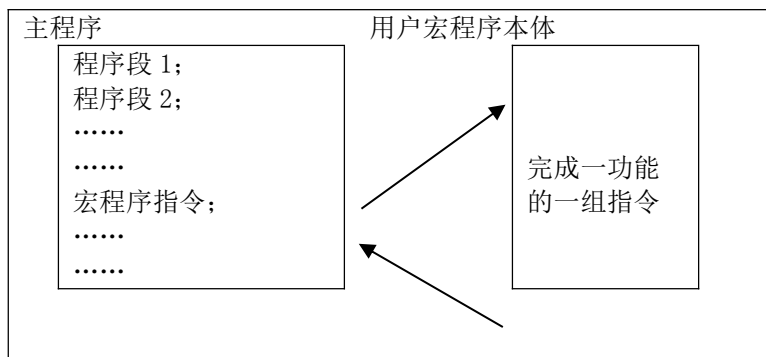 主程序
用户宏程序本体
程序段 1；
程序段 2；
……
……
宏程序指令；
……
……
完成一功能
的一组指令